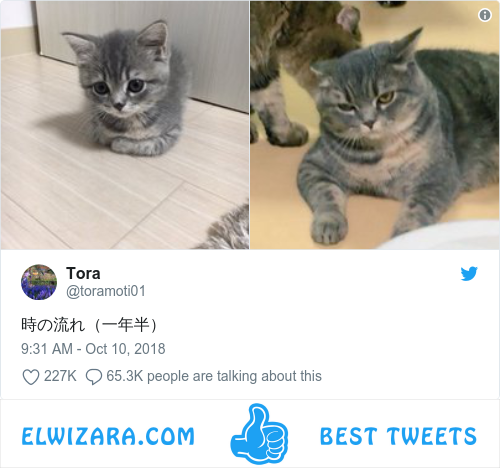 Tora
@toramoti01
時の流れ（一年半）
9:31 AM - Oct 10, 2018
227K 65.3K people are talking about this
ELWIZARA.COM BEST TWEETS